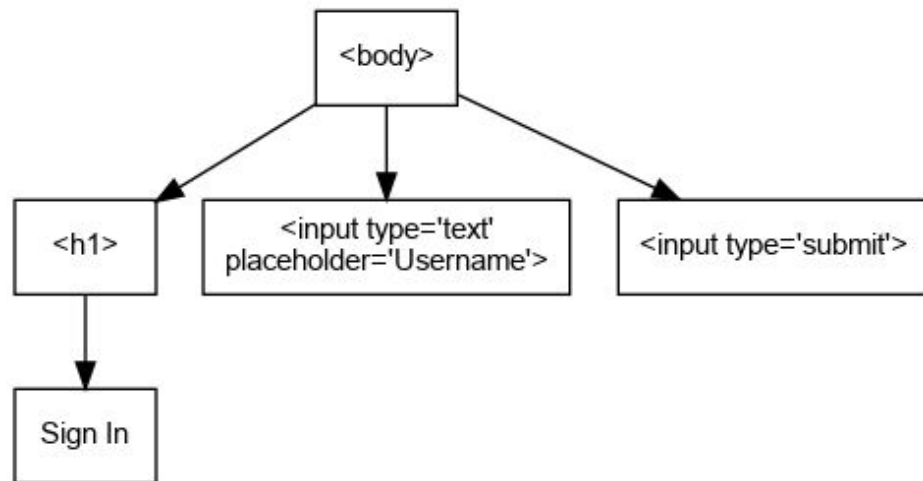 <body>
<h1>
<input type='text'
placeholder='Username'>
<input type='submit'>
Sign In